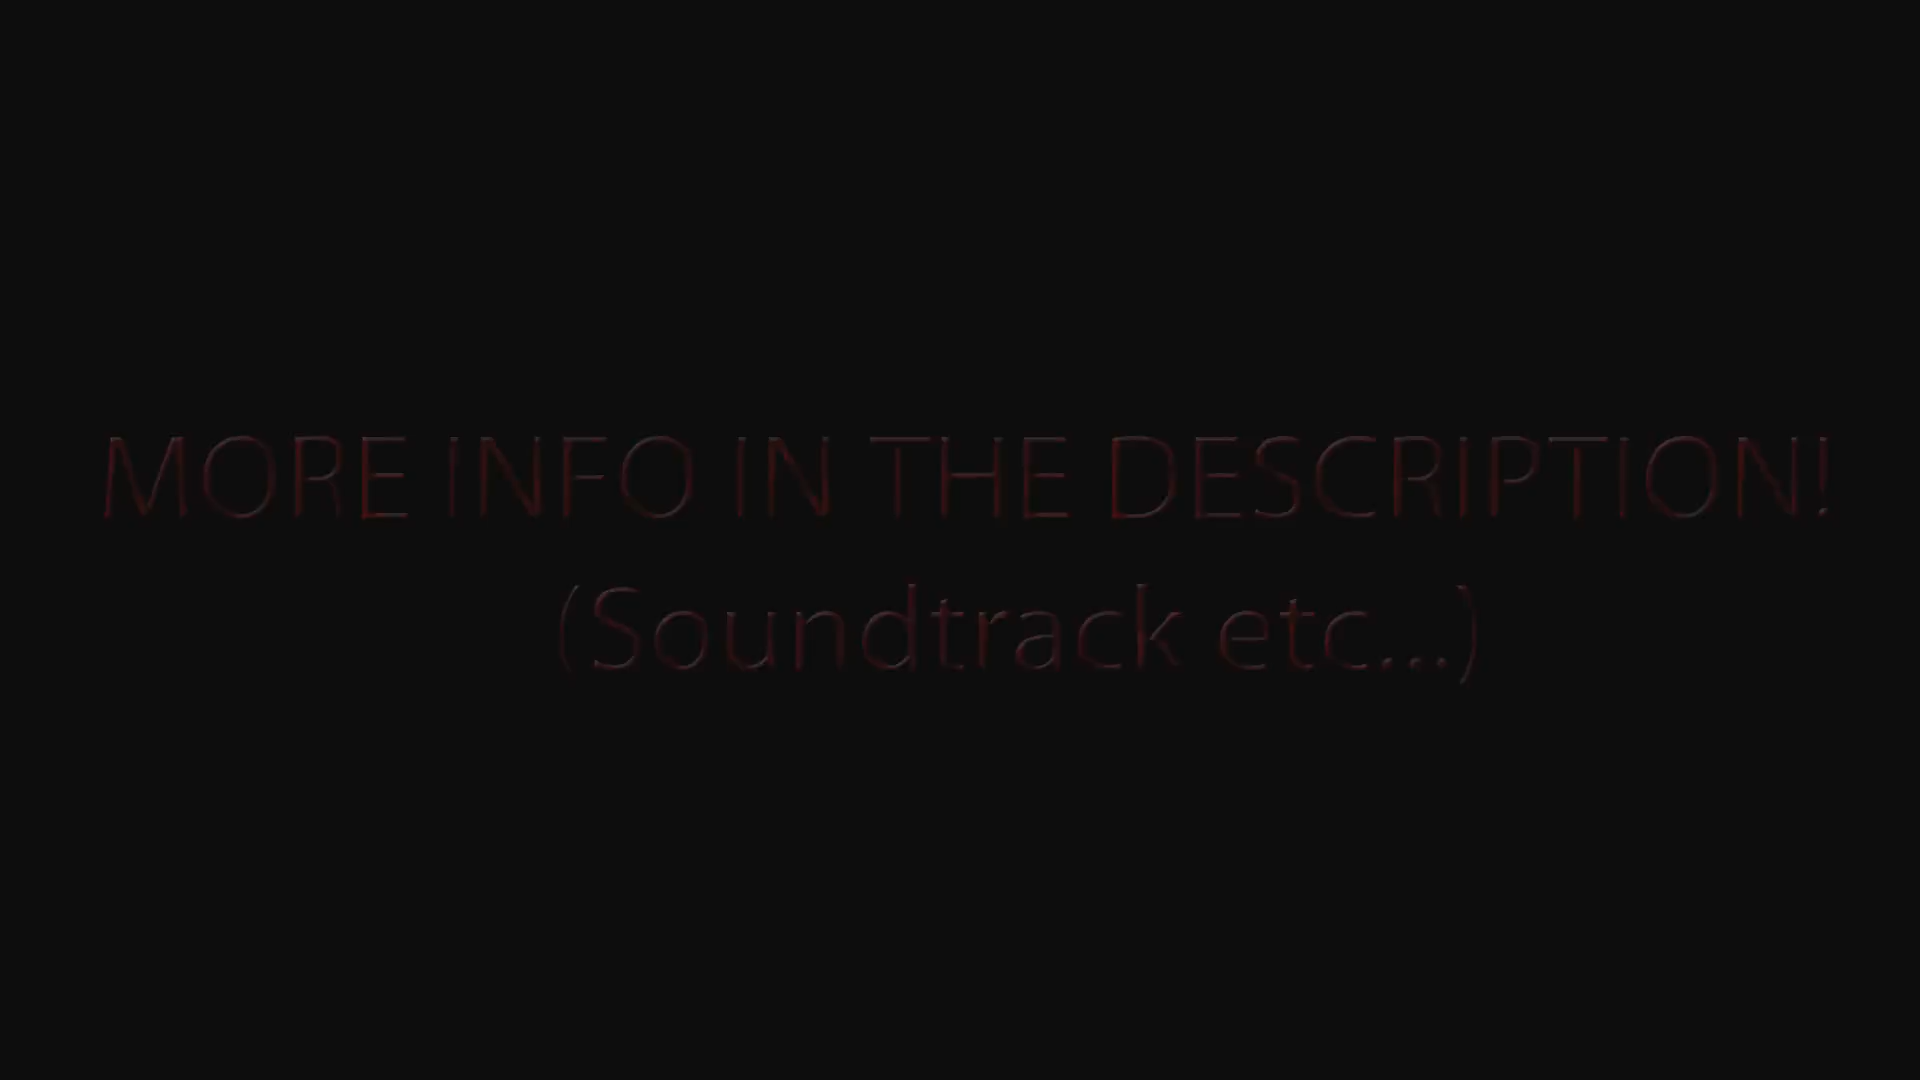 MORE INFO IN THE DESCRIPTION!
(Soundtrack etc...)